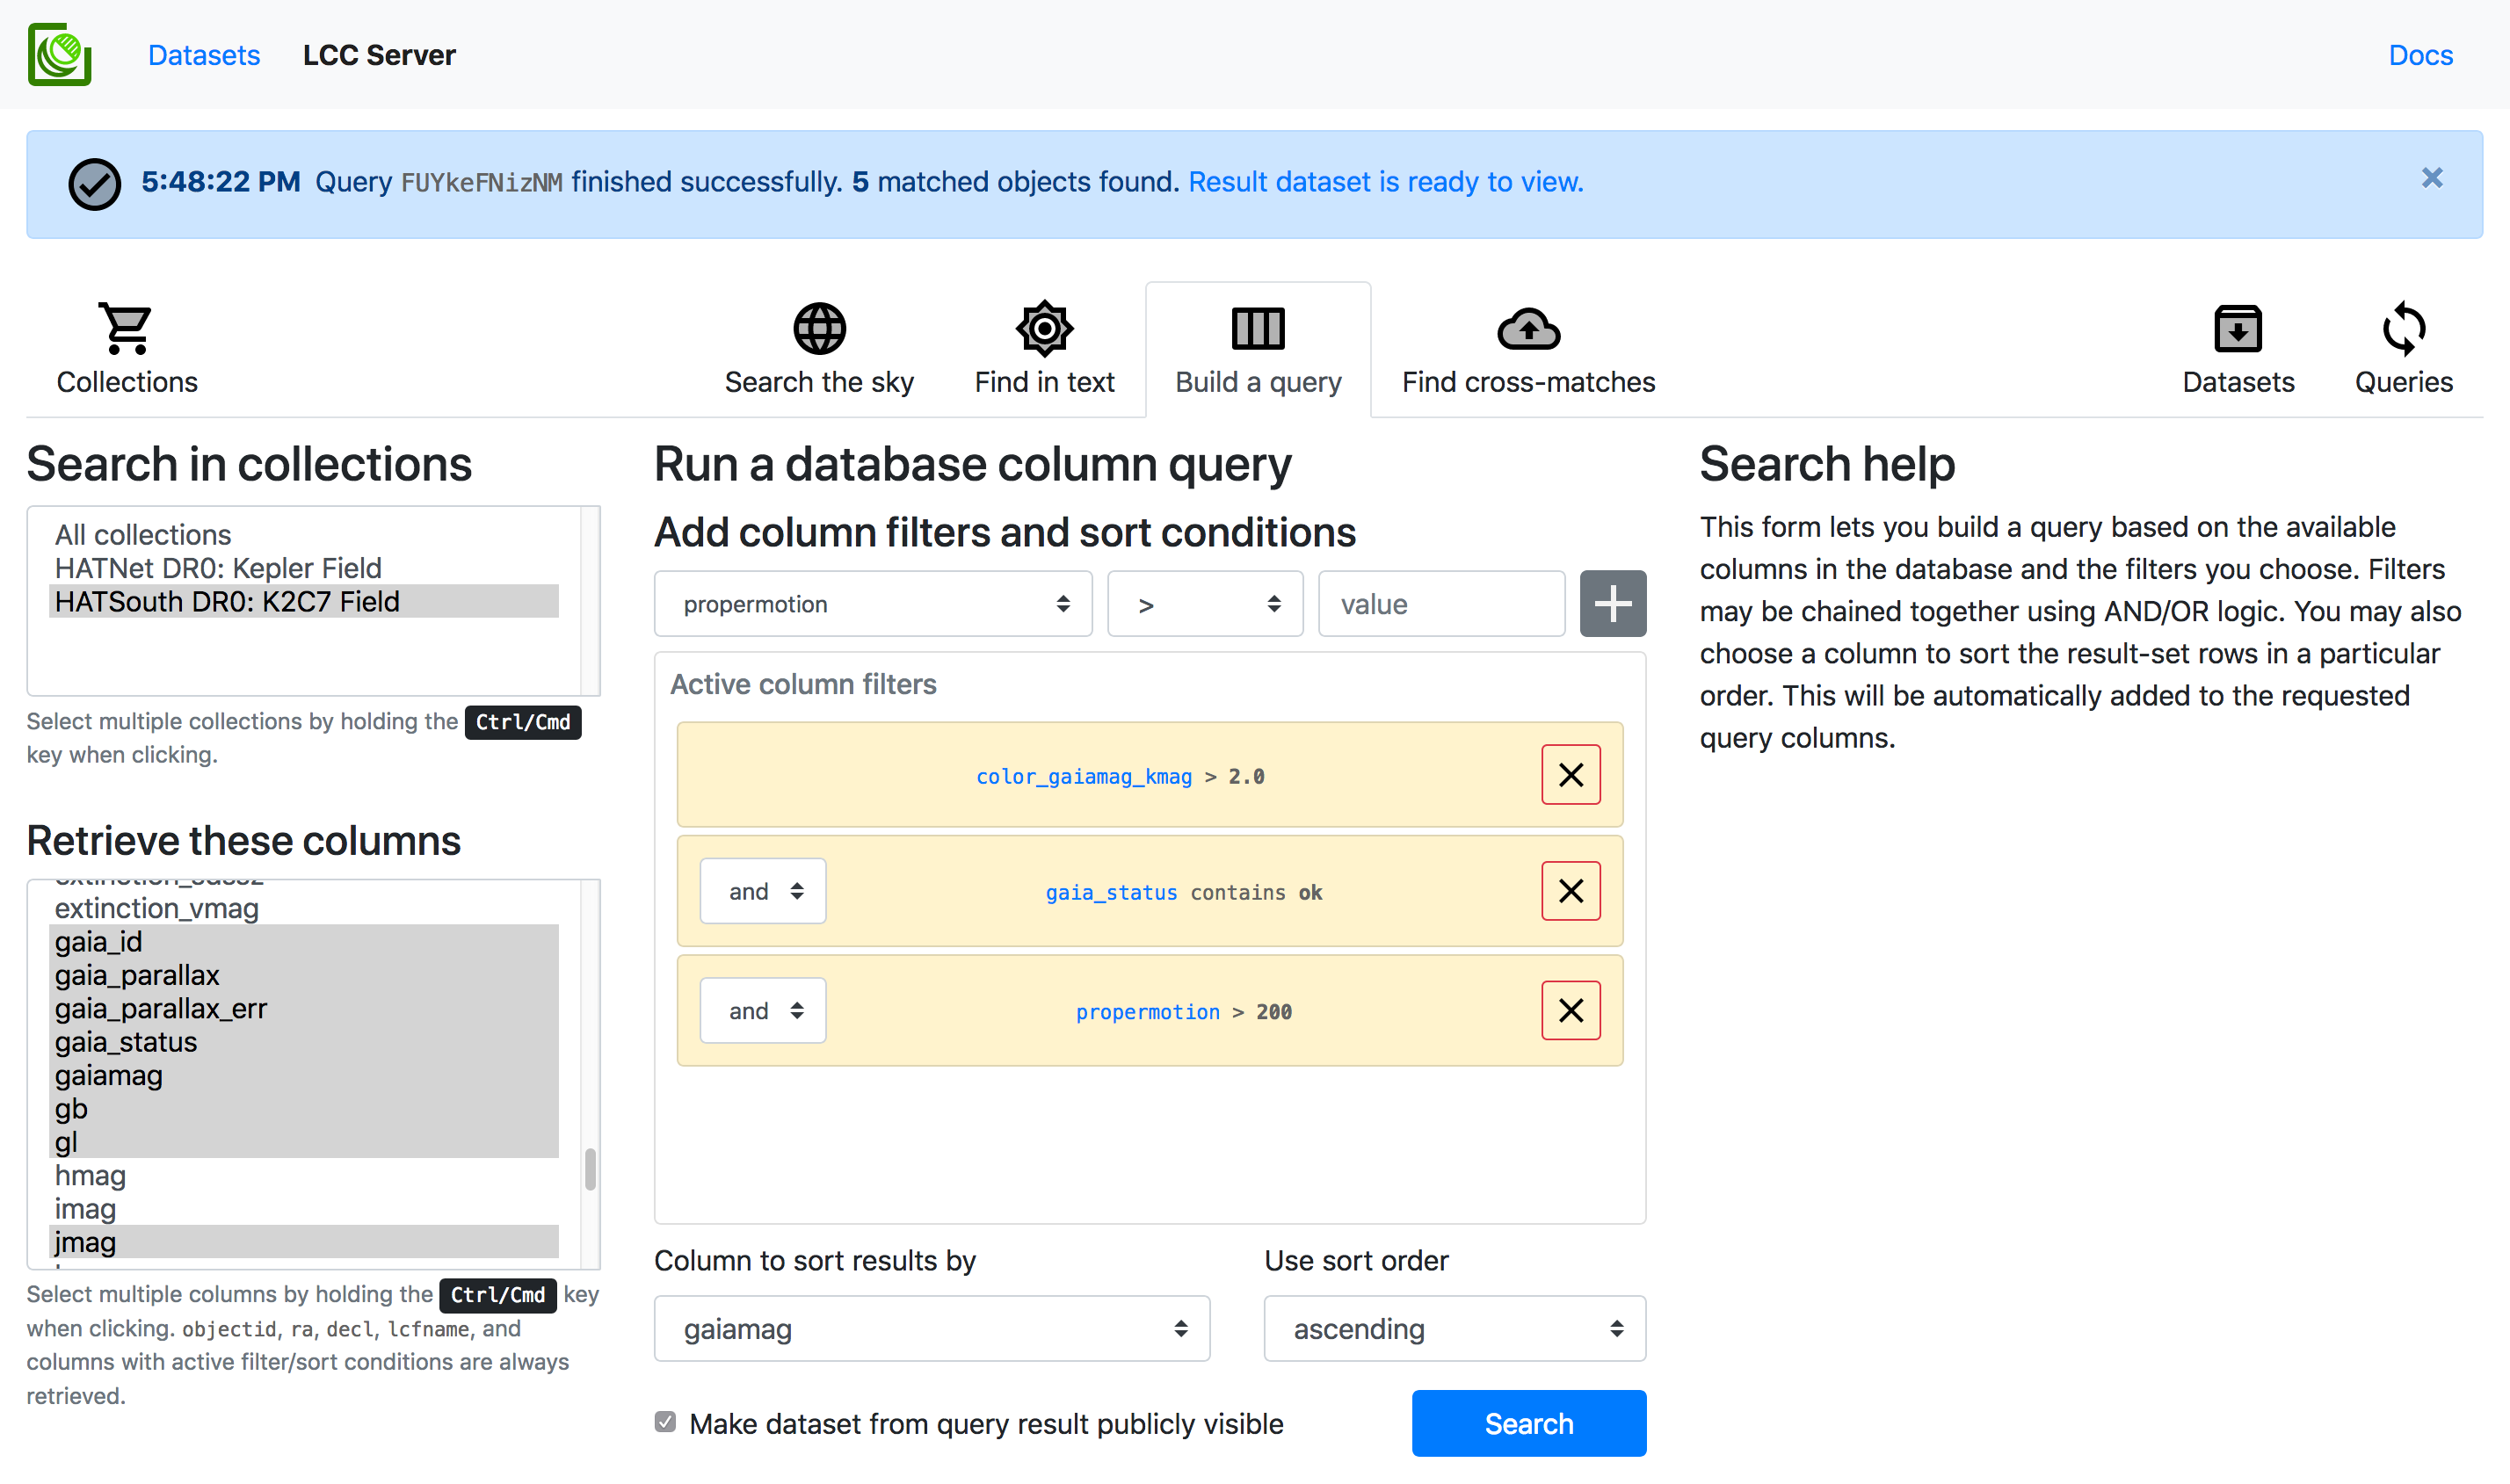 Datasets LCC Server Docs
5:48:22 PM Query FUYkeFNizNM finished successfully. 5 matched objects found. Result dataset is ready to view. ×
Collections Search the sky Find in text Build a query Find cross-matches Datasets Queries
Search in collections
All collections
HATNet DR0: Kepler Field
HATSouth DR0: K2C7 Field
Select multiple collections by holding the Ctrl/Cmd
key when clicking.
Retrieve these columns
extinction_vmag
gaia_id
gaia_parallax
gaia_parallax_err
gaia_status
gaiamag
gb
gl
hmag
imag
jmag
Select multiple columns by holding the Ctrl/Cmd key
when clicking. objectid, ra, decl, lcfname, and
columns with active filter/sort conditions are always
retrieved.
Run a database column query
Add column filters and sort conditions
propermotion > value
Active column filters
color_gaiamag_kmag > 2.0
and gaia_status contains ok
and propermotion > 200
Column to sort results by Use sort order
gaiamag ascending
Make dataset from query result publicly visible Search
Search help
This form lets you build a query based on the available
columns in the database and the filters you choose. Filters
may be chained together using AND/OR logic. You may also
choose a column to sort the result-set rows in a particular
order. This will be automatically added to the requested
query columns.